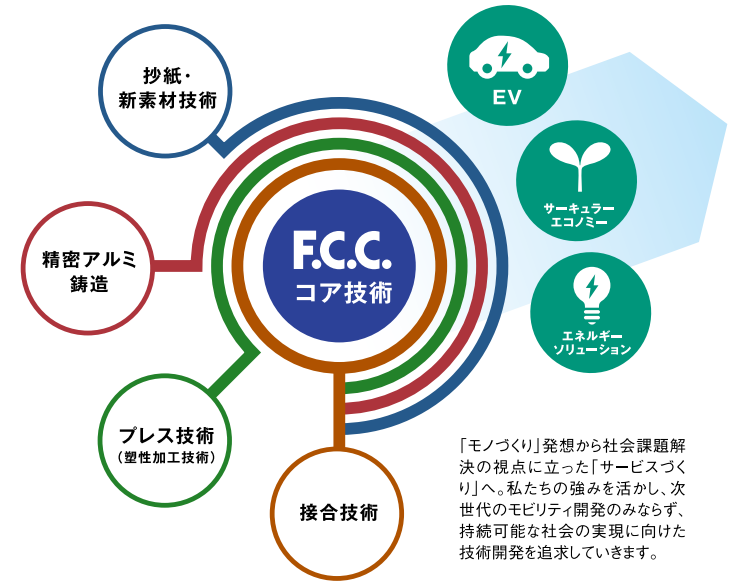 抄紙・
新素材技術
精密アルミ
鋳造
プレス技術
（塑性加工技術）
接合技術
F.C.C.
コア技術
EV
サーキュラー
エコノミー
エネルギー
ソリューション
「モノづくり」発想から社会課題解
決の視点に立った「サービスづく
り」へ。私たちの強みを活かし、次
世代のモビリティ開発のみならず、
持続可能な社会の実現に向けた
技術開発を追求していきます。